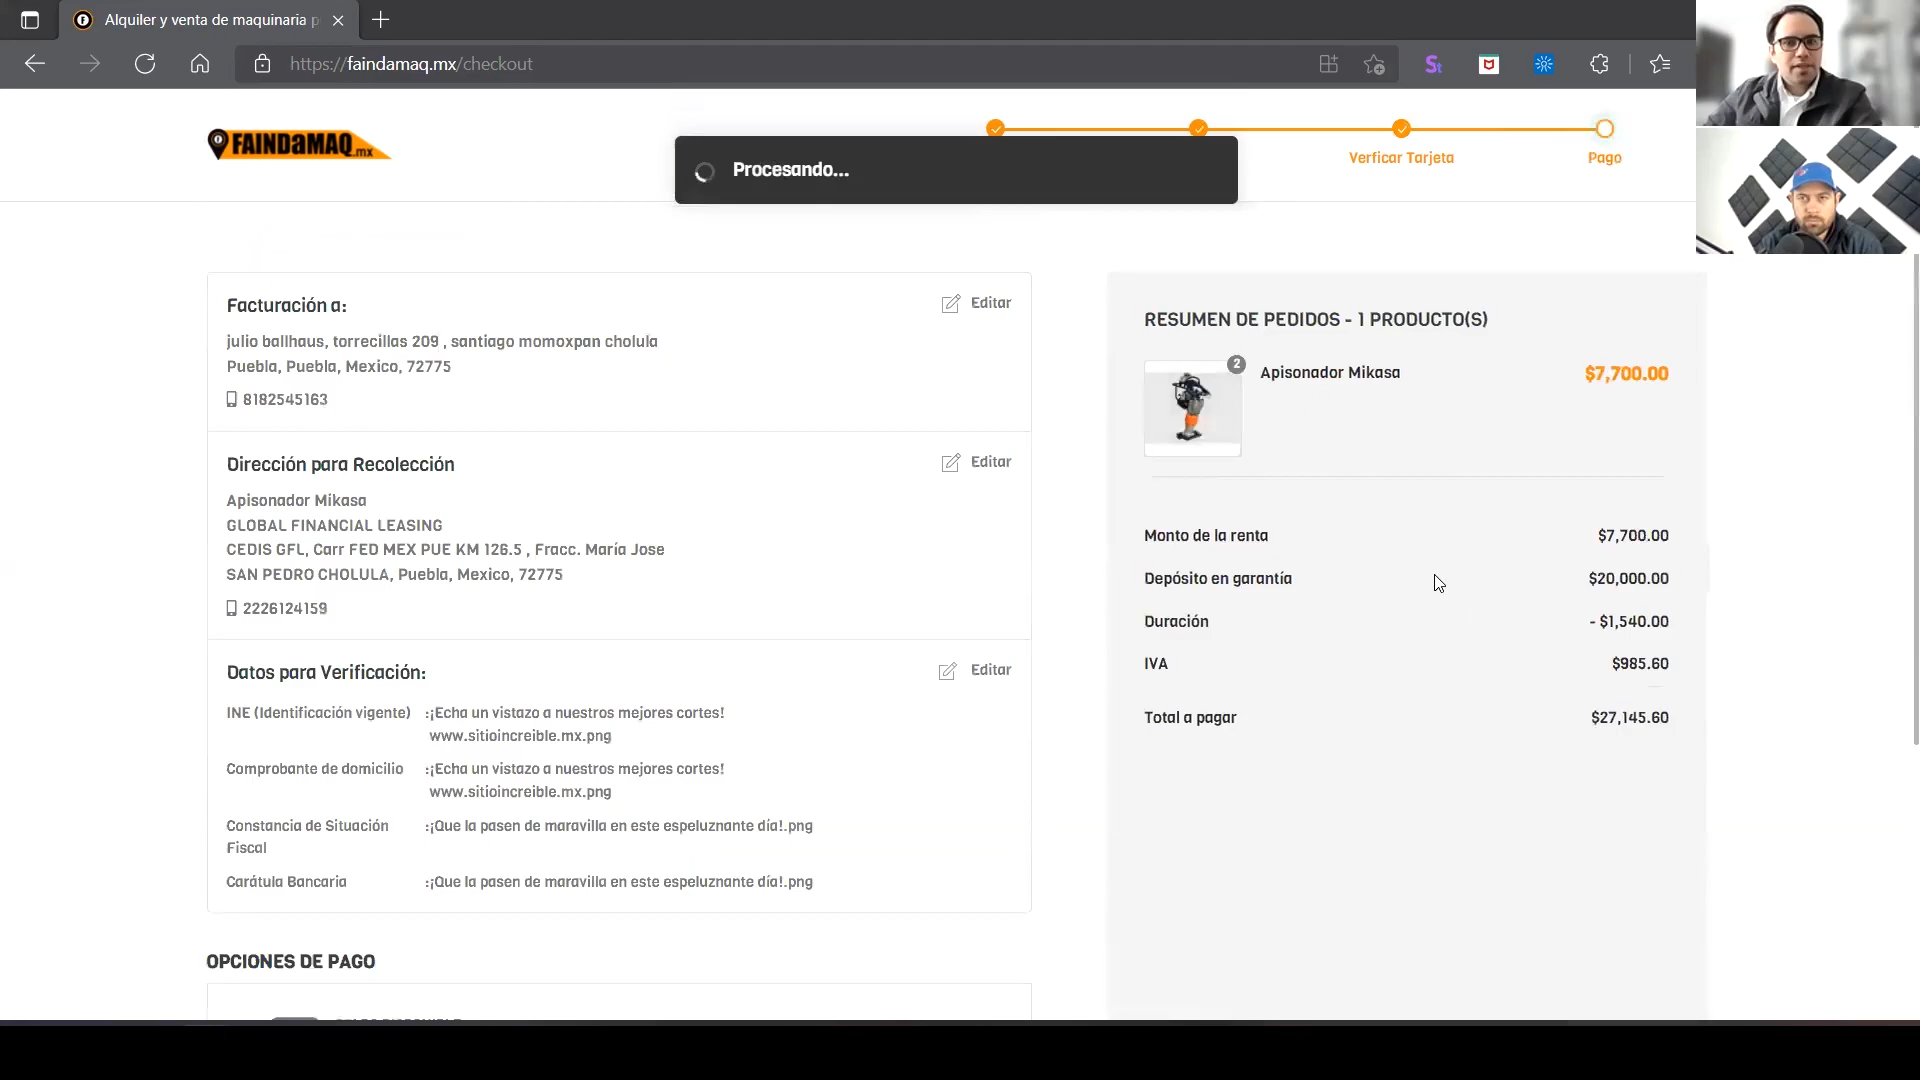 Alquiler y venta de maquinaria p
https://faindamaq.mx/checkout
FAINDaMAQ.mx
Procesando...
Verficar Tarjeta
Pago
Facturación a:
Editar
julio ballhaus, torrecillas 209 , santiago momoxpan cholula
Puebla, Puebla, Mexico, 72775
8182545163
Dirección para Recolección
Editar
Apisonador Mikasa
GLOBAL FINANCIAL LEASING
CEDIS GFL, Carr FED MEX PUE KM 126.5 , Fracc. María Jose
SAN PEDRO CHOLULA, Puebla, Mexico, 72775
2226124159
Datos para Verificación:
Editar
INE (Identificación vigente) :¡Echa un vistazo a nuestros mejores cortes!
www.sitioincreible.mx.png
Comprobante de domicilio :¡Echa un vistazo a nuestros mejores cortes!
www.sitioincreible.mx.png
Constancia de Situación :¡Que la pasen de maravilla en este espeluznante día!.png
Fiscal
Carátula Bancaria :¡Que la pasen de maravilla en este espeluznante día!.png
OPCIONES DE PAGO
RESUMEN DE PEDIDOS - 1 PRODUCTO(S)
2
Apisonador Mikasa $7,700.00
Monto de la renta $7,700.00
Depósito en garantía $20,000.00
Duración - $1,540.00
IVA $985.60
Total a pagar $27,145.60